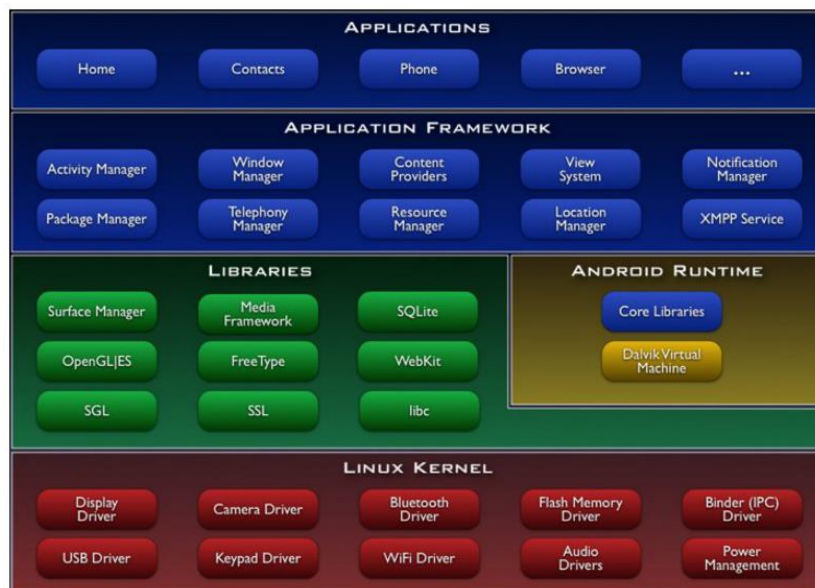 APPLICATIONS
Home
Contacts
Phone
Browser
...
APPLICATION FRAMEWORK
Activity Manager
Window
Manager
Content
Providers
View
System
Notification
Manager
Package Manager
Telephony
Manager
Resource
Manager
Location
Manager
XMPP Service
LIBRARIES
Surface Manager
Media
Framework
SQLite
OpenGL|ES
FreeType
WebKit
SGL
SSL
libc
ANDROID RUNTIME
Core Libraries
Dalvik Virtual
Machine
LINUX KERNEL
Display
Driver
Camera Driver
Bluetooth
Driver
Flash Memory
Driver
Binder (IPC)
Driver
USB Driver
Keypad Driver
WiFi Driver
Audio
Drivers
Power
Management